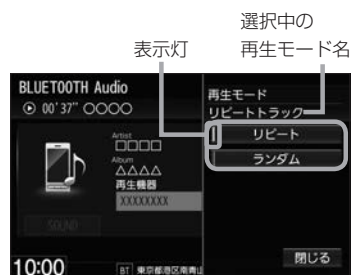 選択中の
再生モード名
表示灯
BLUETOOTH Audio
00'37" ○○○○
再生モード
リピートトラック
Artist
□□□□
Album
△△△△
再生機器
XXXXXXXX
リピート
ランダム
SOUND
閉じる
10:00
BT 東京都港区南青山